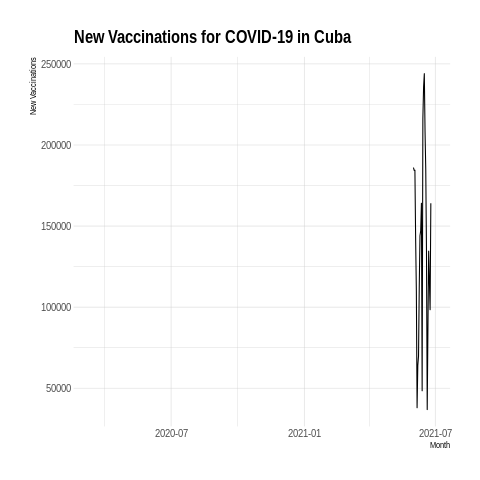 New Vaccinations for COVID-19 in Cuba
New Vaccinations
250000
200000
150000
100000
50000
2020-07 2021-01 2021-07
Month